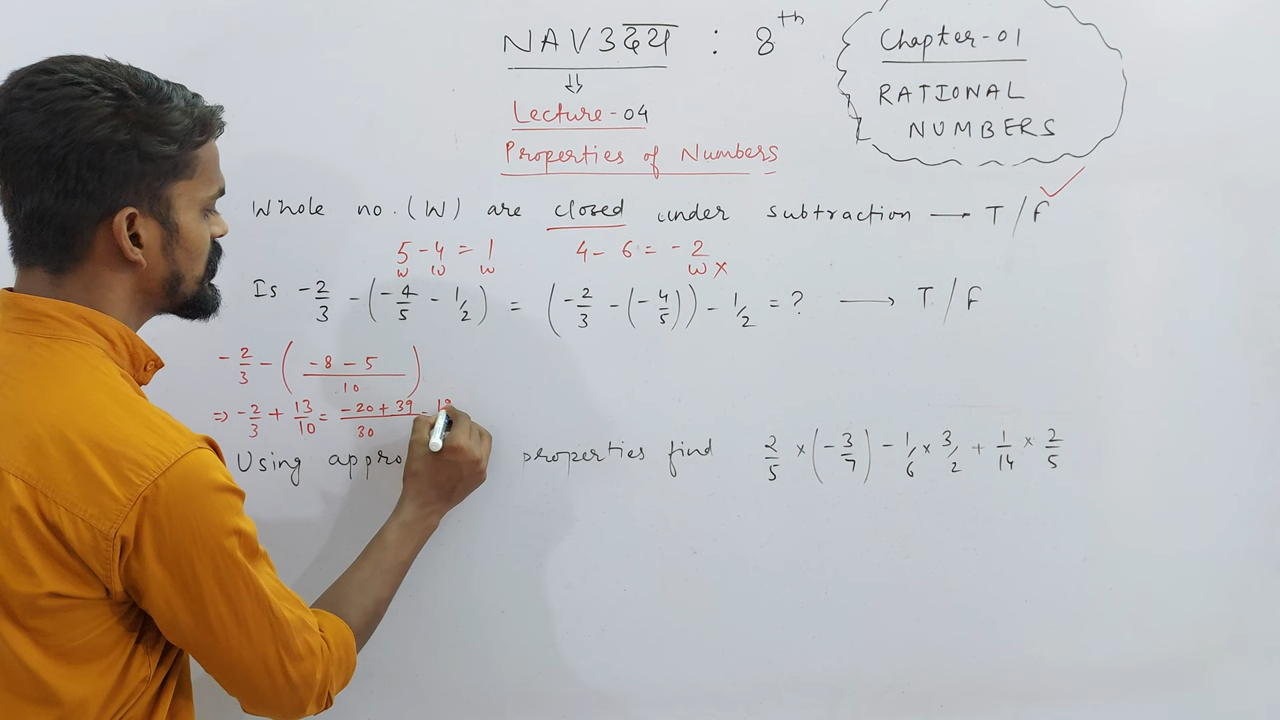 NAV3उदय : 8th
⇓
Lecture-04
Properties of Numbers
Chapter-01
RATIONAL
NUMBERS
Whole no. (W) are closed under subtraction → T/F ✓
5 - 4 = 1 4 - 6 = -2
W W W W X
Is -2/3 - (-4/5 - 1/2) = (-2/3 - (-4/5)) - 1/2 = ? → T/F
-2/3 - (-8 - 5 / 10)
⇒ -2/3 + 13/10 = -20 + 39 / 30 =
Using properties find 2/5 × (-3/7) - 1/6 × 3/2 + 1/14 × 2/5